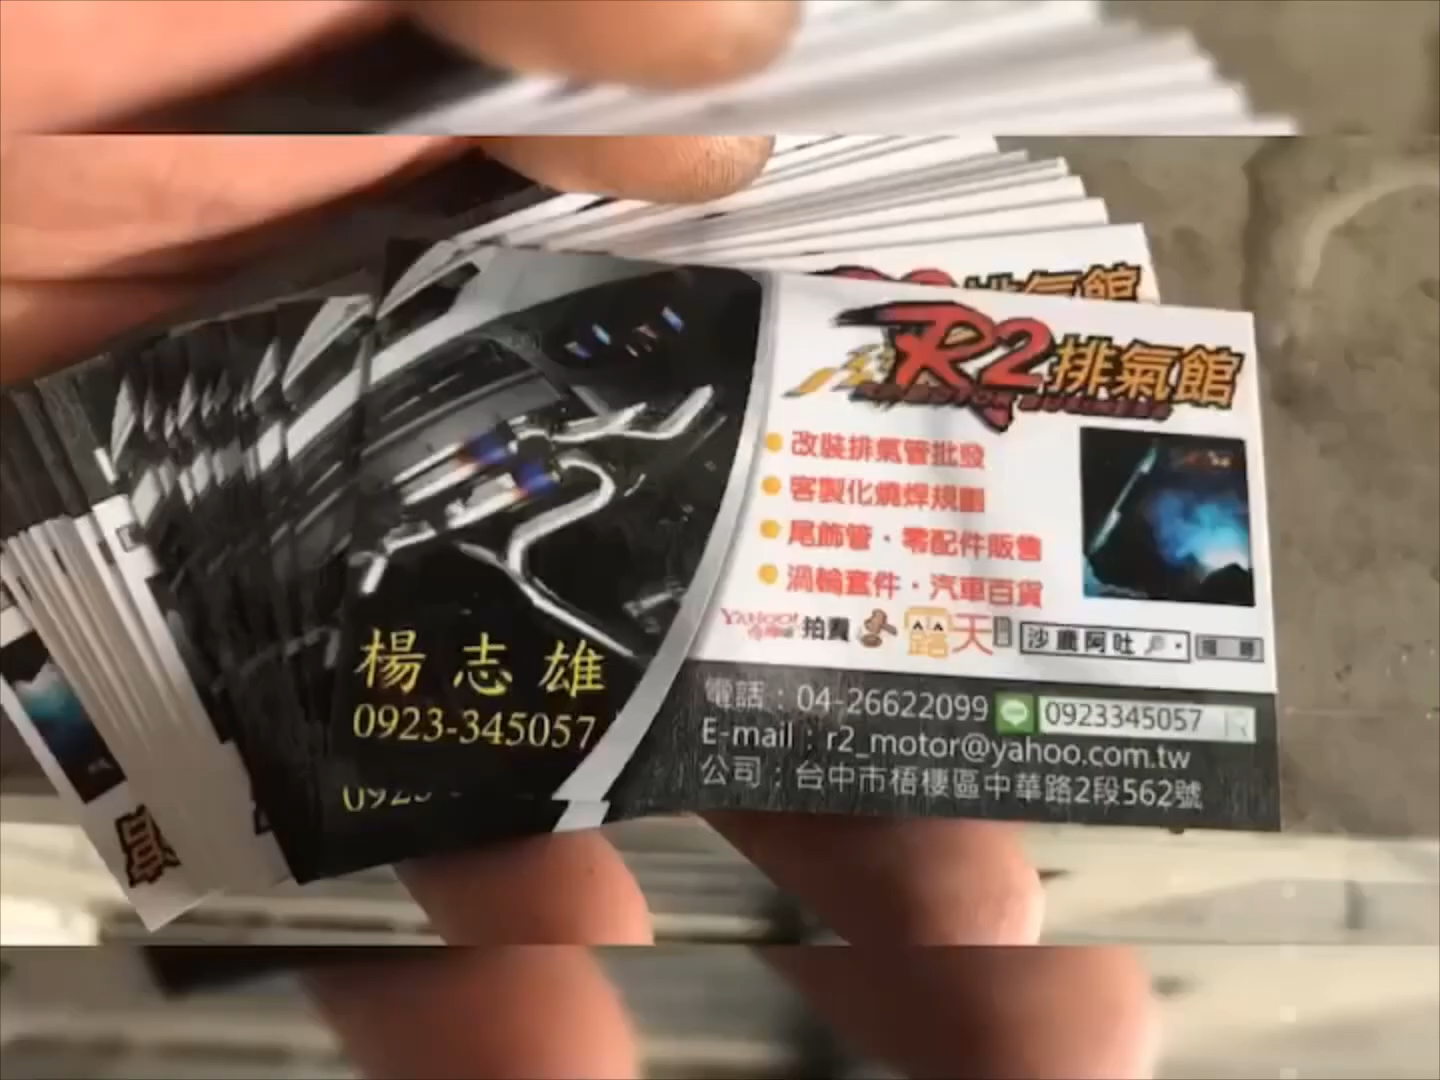 R2排氣館
改裝排氣管批發
客製化燒焊規劃
尾飾管·零配件販售
渦輪套件·汽車百貨
YAHOO! 拍賣 露天 沙鹿阿吐
楊志雄
0923-345057
電話：04-26622099 0923345057
E-mail：r2_motor@yahoo.com.tw
公司：台中市梧棲區中華路2段562號